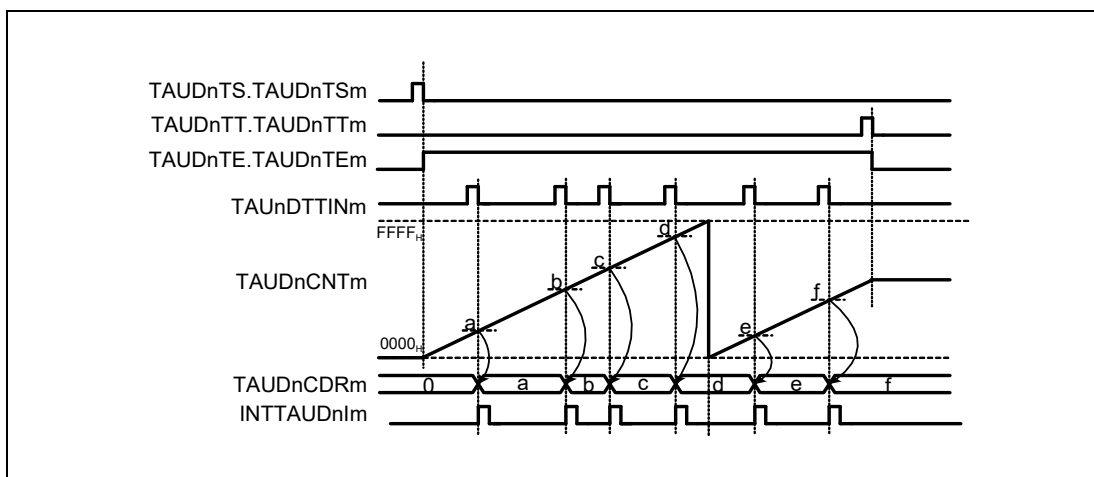 TAUDnTS.TAUDnTSm
TAUDnTT.TAUDnTTm
TAUDnTE.TAUDnTEm
TAUnDTTINm
FFFFH
TAUDnCNTm
a
b
c
d
e
f
0000H
TAUDnCDRm
0 a b c d e f
INTTAUDnIm